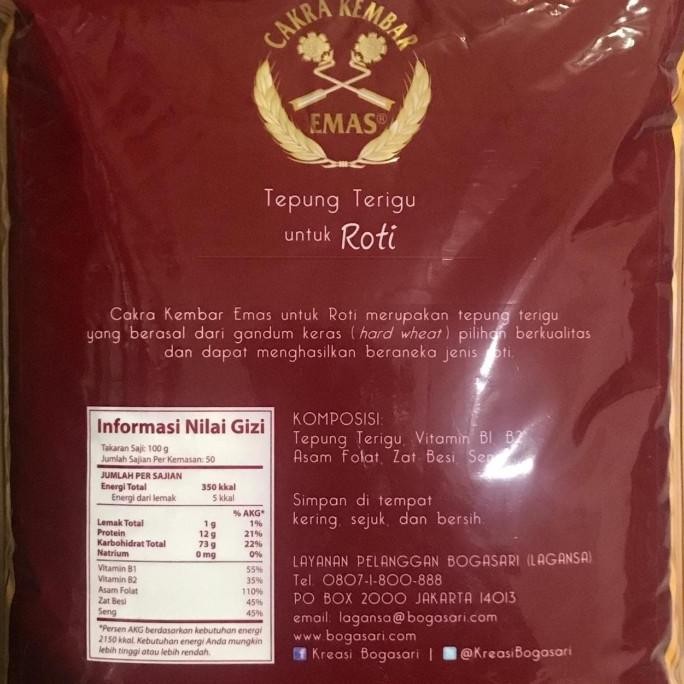 CAKRA KEMBAR
EMAS®
Tepung Terigu
untuk Roti
Cakra Kembar Emas untuk Roti merupakan tepung terigu
yang berasal dari gandum keras (hard wheat) pilihan berkualitas
dan dapat menghasilkan beraneka jenis
Informasi Nilai Gizi
Takaran Saji: 100 g
Jumlah Sajian Per Kemasan: 50
JUMLAH PER SAJIAN
Energi Total 350 kkal
Energi dari lemak 5 kkal
% AKG*
Lemak Total 1 g 1%
Protein 12 g 21%
Karbohidrat Total 73 g 22%
Natrium 0 mg 0%
Vitamin B1 55%
Vitamin B2 35%
Asam Folat 110%
Zat Besi 45%
Seng 45%
*Persen AKG berdasarkan kebutuhan energi
2150 kkal. Kebutuhan energi Anda mungkin
lebih tinggi atau lebih rendah.
KOMPOSISI:
Tepung Terigu, Vitamin B1, B2,
Asam Folat, Zat Besi,
Simpan di tempat
kering, sejuk, dan bersih.
LAYANAN PELANGGAN BOGASARI (LAGANSA)
Tel. 0807-1-800-888
PO BOX 2000 JAKARTA 14013
email: lagansa@bogasari.com
www.bogasari.com
Kreasi Bogasari | @KreasiBogasari